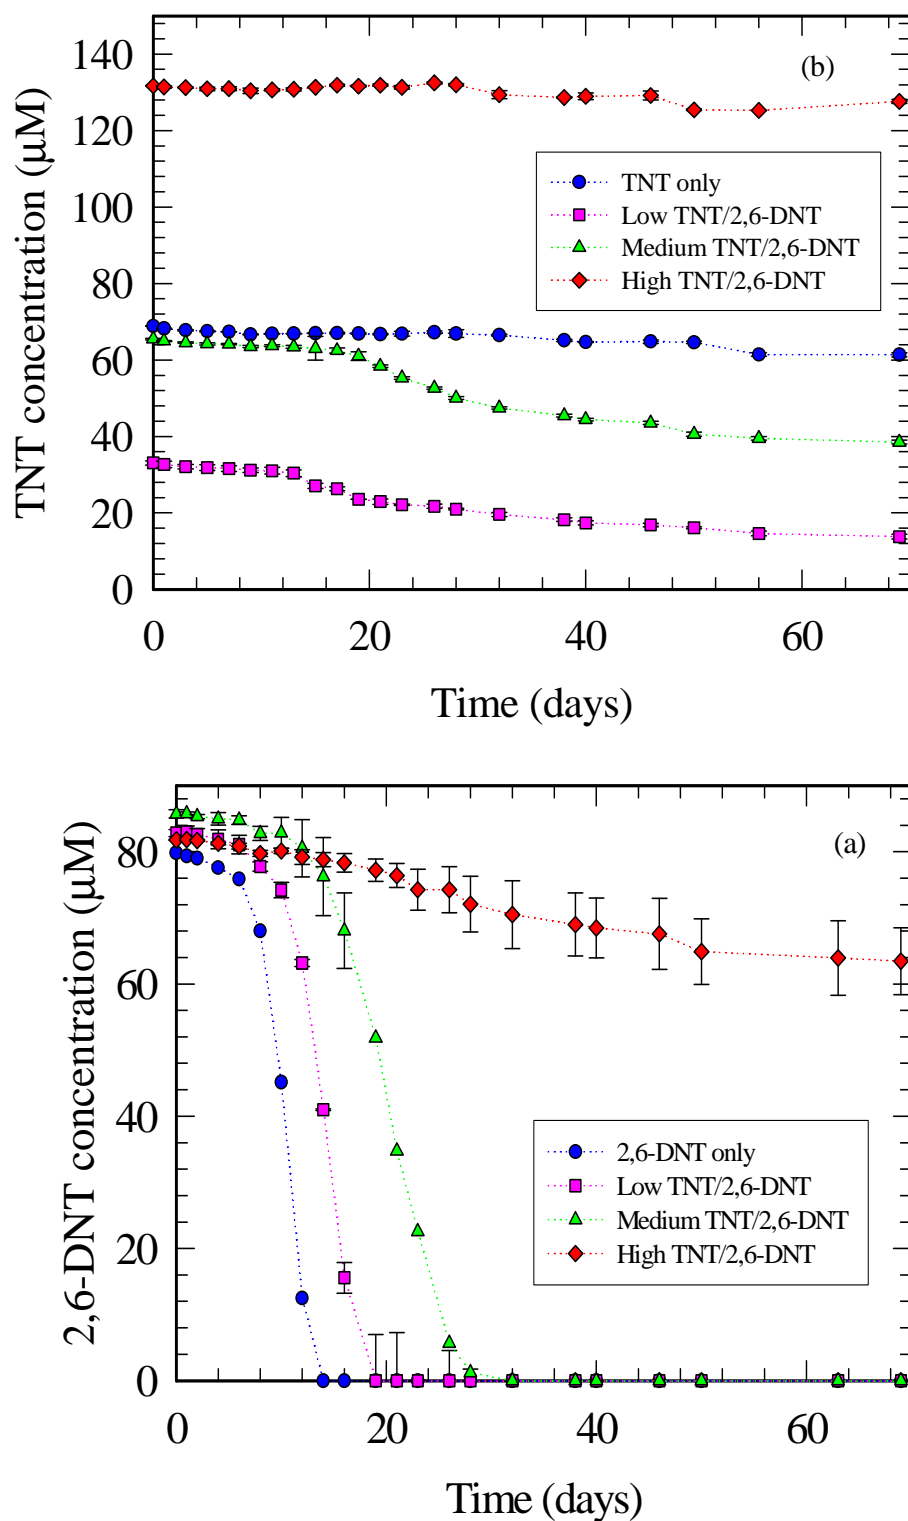 140
120
100
80
60
40
20
0
TNT concentration (μM)
(b)
TNT only
Low TNT/2,6-DNT
Medium TNT/2,6-DNT
High TNT/2,6-DNT
0 20 40 60
Time (days)
80
60
40
20
0
2,6-DNT concentration (μM)
(a)
2,6-DNT only
Low TNT/2,6-DNT
Medium TNT/2,6-DNT
High TNT/2,6-DNT
0 20 40 60
Time (days)